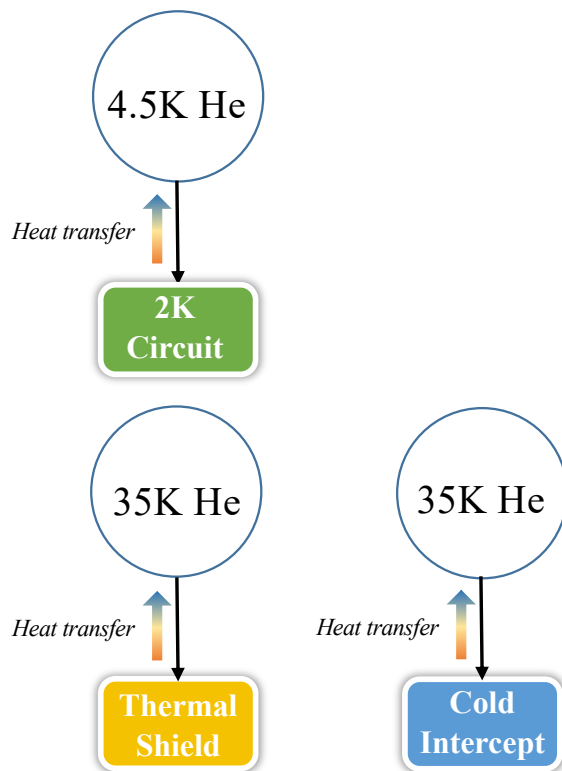 4.5K He
Heat transfer
2K
Circuit
35K He
35K He
Heat transfer
Heat transfer
Thermal
Shield
Cold
Intercept